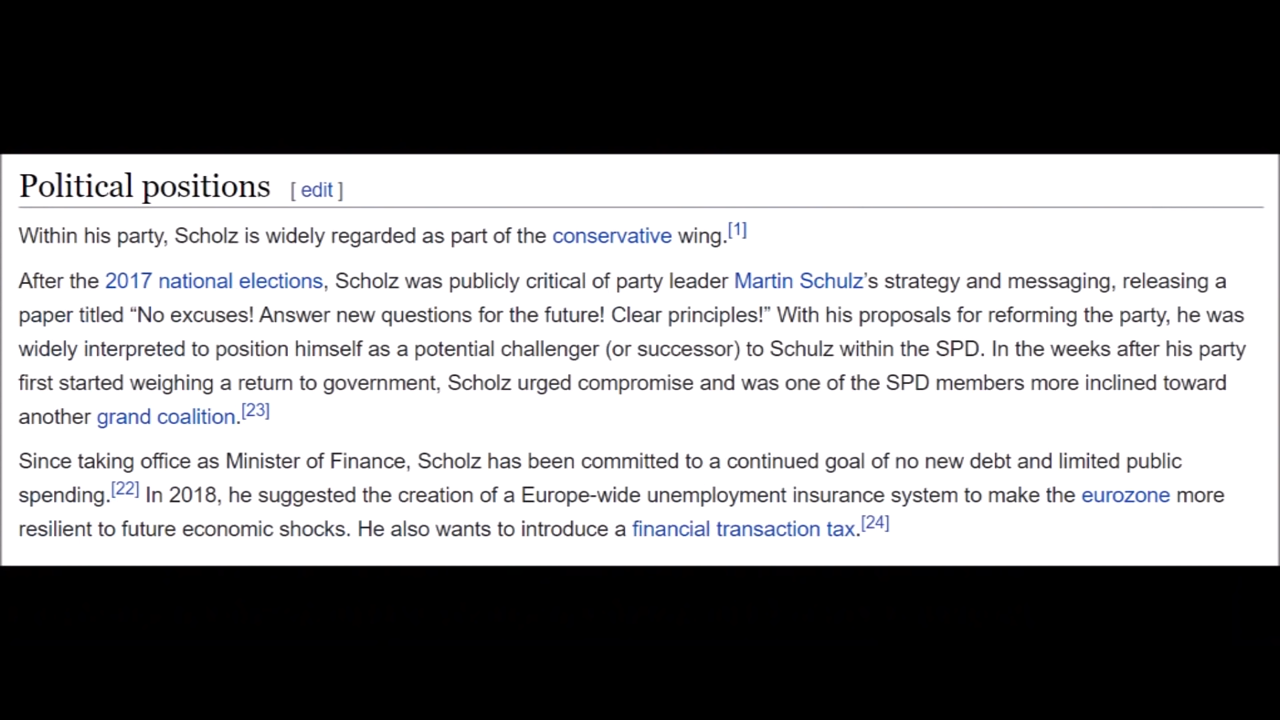 Political positions [ edit ]
Within his party, Scholz is widely regarded as part of the conservative wing.[1]
After the 2017 national elections, Scholz was publicly critical of party leader Martin Schulz’s strategy and messaging, releasing a
paper titled “No excuses! Answer new questions for the future! Clear principles!” With his proposals for reforming the party, he was
widely interpreted to position himself as a potential challenger (or successor) to Schulz within the SPD. In the weeks after his party
first started weighing a return to government, Scholz urged compromise and was one of the SPD members more inclined toward
another grand coalition.[23]
Since taking office as Minister of Finance, Scholz has been committed to a continued goal of no new debt and limited public
spending.[22] In 2018, he suggested the creation of a Europe-wide unemployment insurance system to make the eurozone more
resilient to future economic shocks. He also wants to introduce a financial transaction tax.[24]